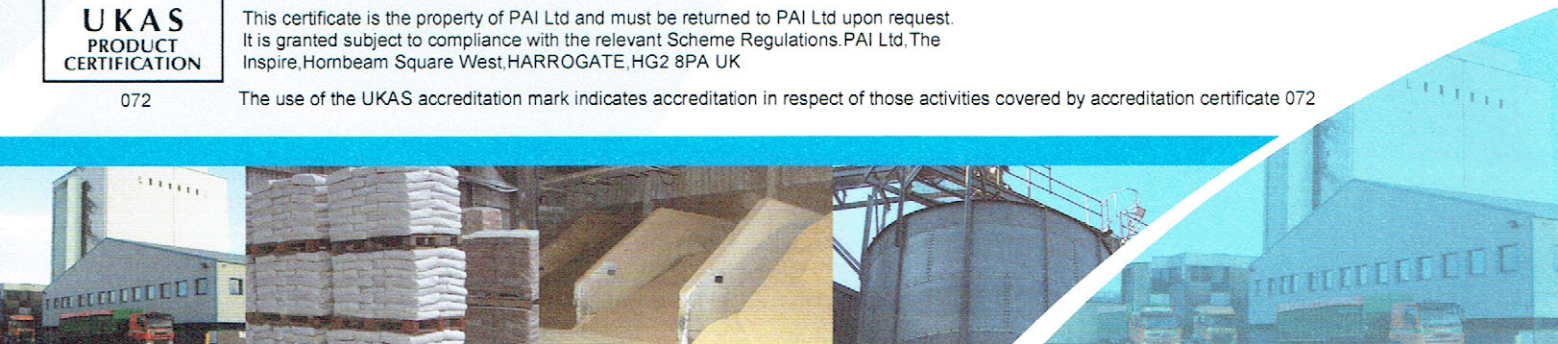 UKAS
PRODUCT
CERTIFICATION
072
This certificate is the property of PAI Ltd and must be returned to PAI Ltd upon request.
It is granted subject to compliance with the relevant Scheme Regulations.PAI Ltd,The
Inspire,Hornbeam Square West,HARROGATE,HG2 8PA UK
The use of the UKAS accreditation mark indicates accreditation in respect of those activities covered by accreditation certificate 072